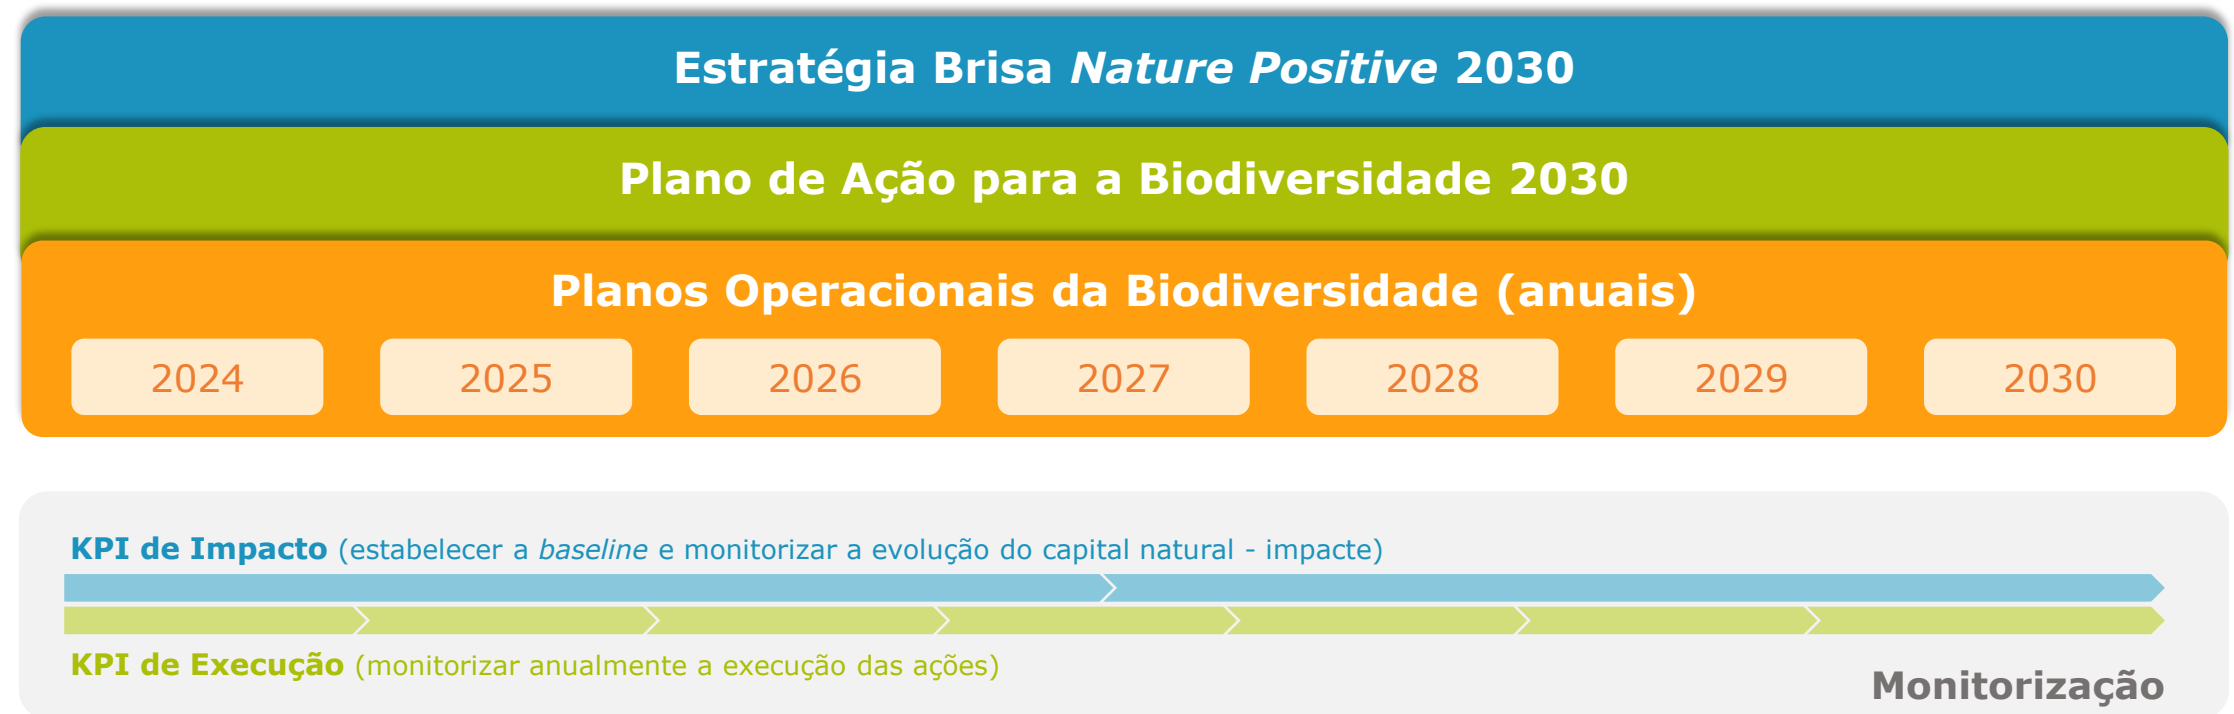 Estratégia Brisa Nature Positive 2030
Plano de Ação para a Biodiversidade 2030
Planos Operacionais da Biodiversidade (anuais)
2024 2025 2026 2027 2028 2029 2030
KPI de Impacto (estabelecer a baseline e monitorizar a evolução do capital natural - impacte)
KPI de Execução (monitorizar anualmente a execução das ações)
Monitorização